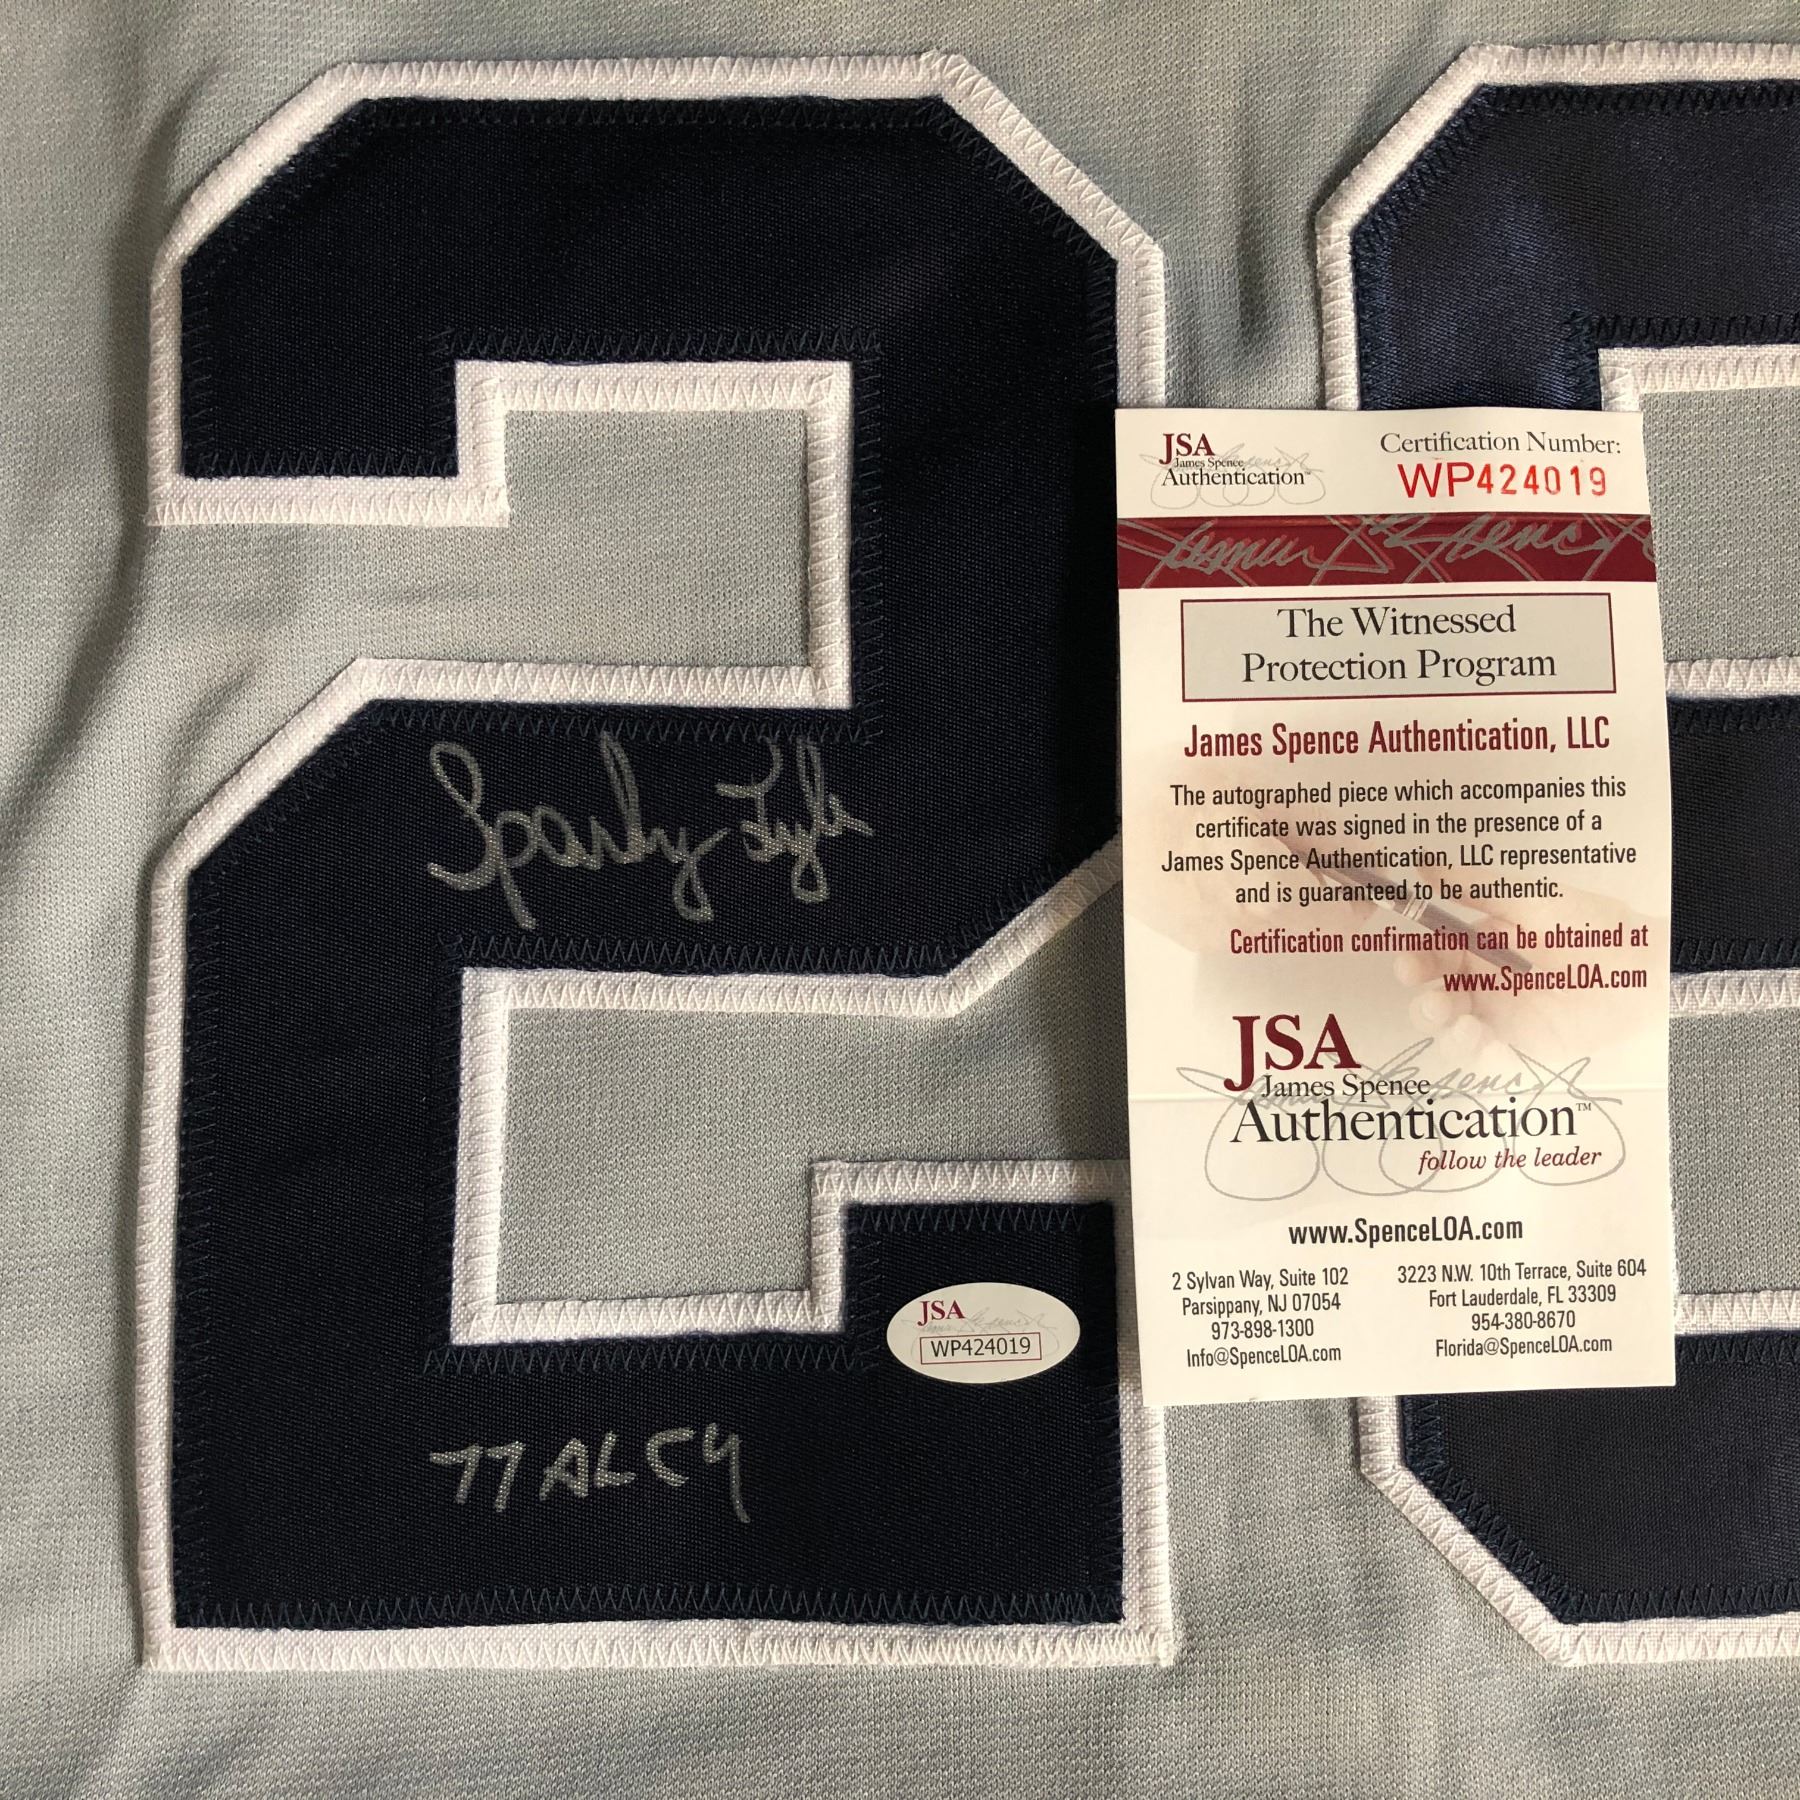 Sparky Lyle
77 AL CY
JSA
WP424019
JSA
James Spence
Authentication™
Certification Number:
WP424019
The Witnessed
Protection Program
James Spence Authentication, LLC
The autographed piece which accompanies this
certificate was signed in the presence of a
James Spence Authentication, LLC representative
and is guaranteed to be authentic.
Certification confirmation can be obtained at
www.SpenceLOA.com
JSA
James Spence
Authentication™
follow the leader
www.SpenceLOA.com
2 Sylvan Way, Suite 102
Parsippany, NJ 07054
973-898-1300
Info@SpenceLOA.com
3223 N.W. 10th Terrace, Suite 604
Fort Lauderdale, FL 33309
954-380-8670
Florida@SpenceLOA.com
2